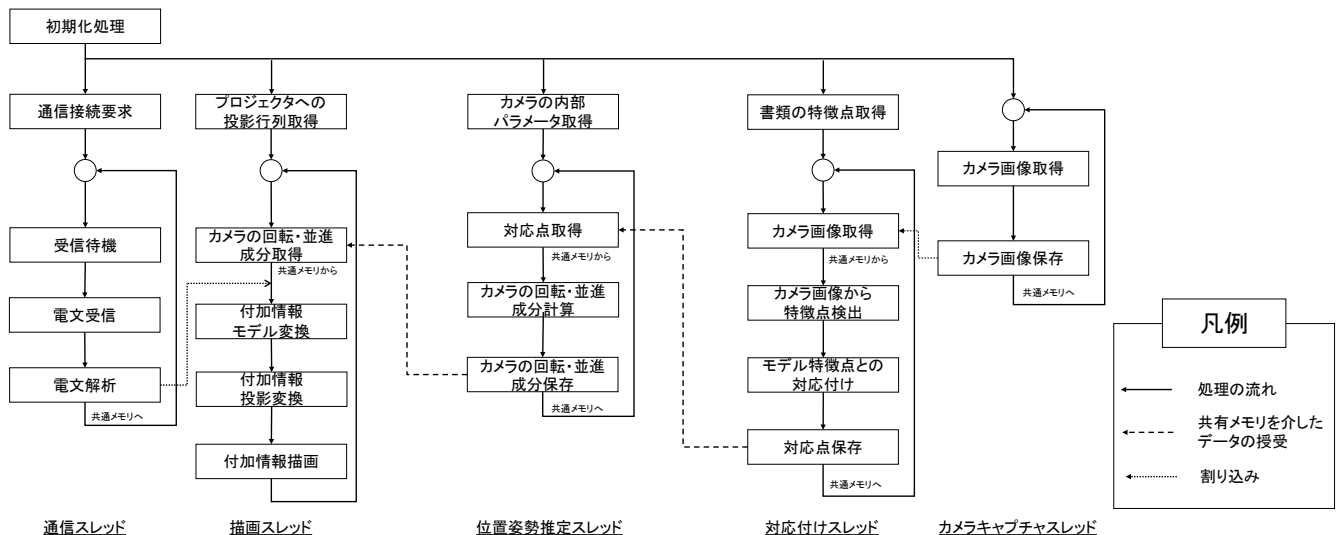 初期化処理
通信接続要求
受信待機
電文受信
電文解析
共通メモリへ
通信スレッド
プロジェクタへの
投影行列取得
カメラの回転・並進
成分取得
共通メモリから
付加情報
モデル変換
付加情報
投影変換
付加情報描画
描画スレッド
カメラの内部
パラメータ取得
対応点取得
共通メモリから
カメラの回転・並進
成分計算
カメラの回転・並進
成分保存
共通メモリへ
位置姿勢推定スレッド
書類の特徴点取得
カメラ画像取得
共通メモリから
カメラ画像から
特徴点検出
モデル特徴点との
対応付け
対応点保存
共通メモリへ
対応付けスレッド
カメラ画像取得
カメラ画像保存
共通メモリへ
カメラキャプチャスレッド
凡例
処理の流れ
共有メモリを介した
データの授受
割り込み